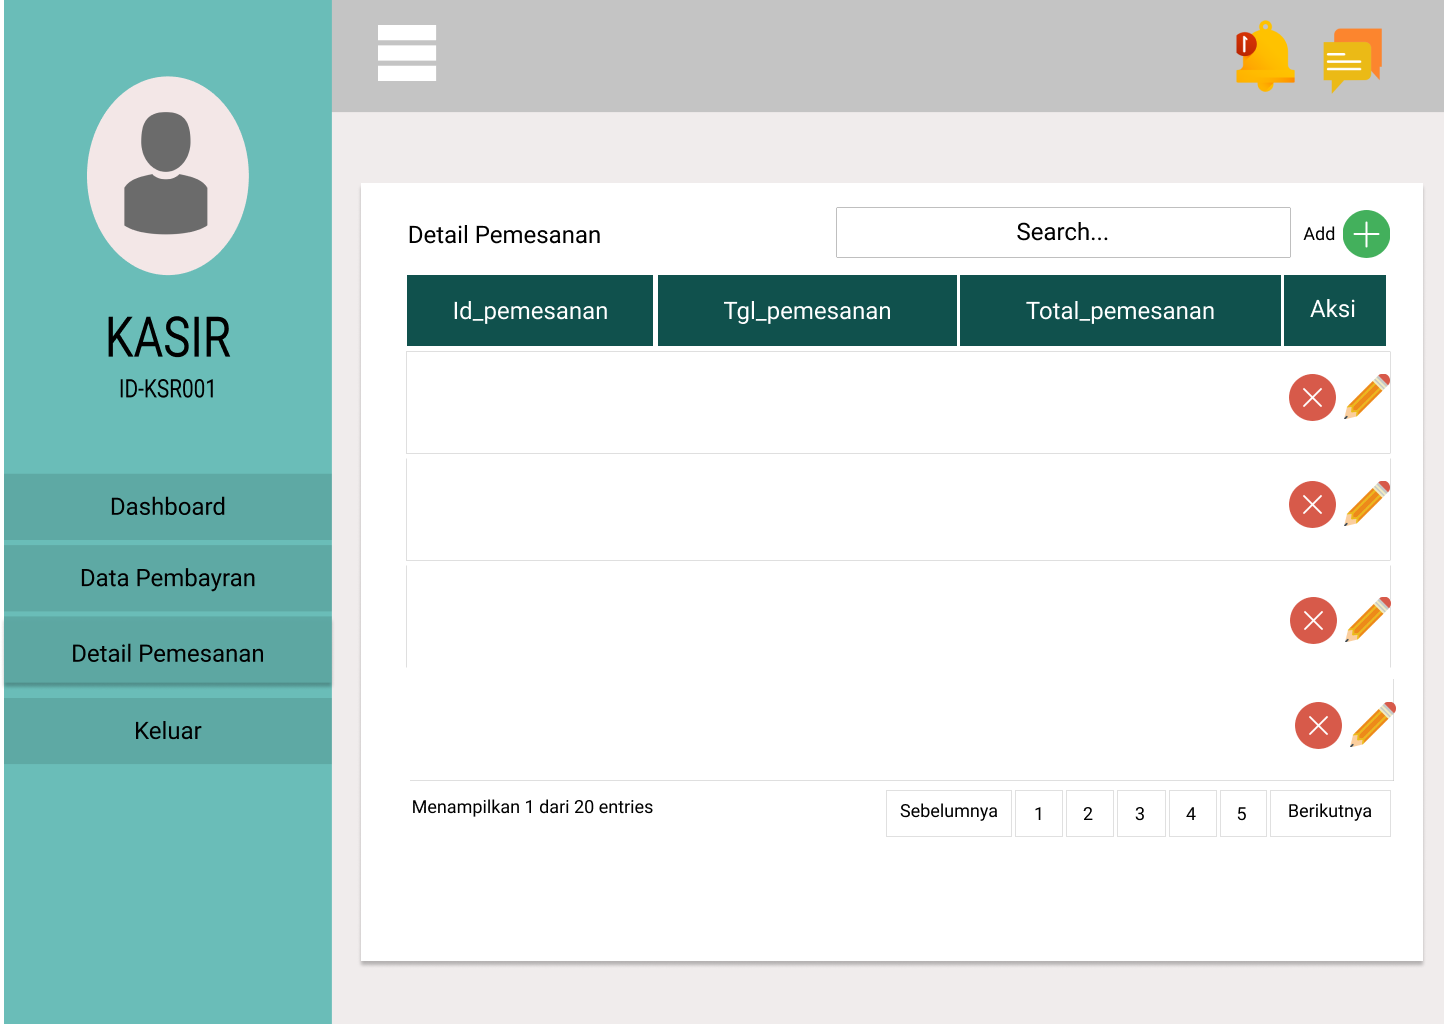 1
KASIR
ID-KSR001
Dashboard
Data Pembayran
Detail Pemesanan
Keluar
Detail Pemesanan
Search...
Add
Id_pemesanan Tgl_pemesanan Total_pemesanan Aksi
Menampilkan 1 dari 20 entries
Sebelumnya 1 2 3 4 5 Berikutnya